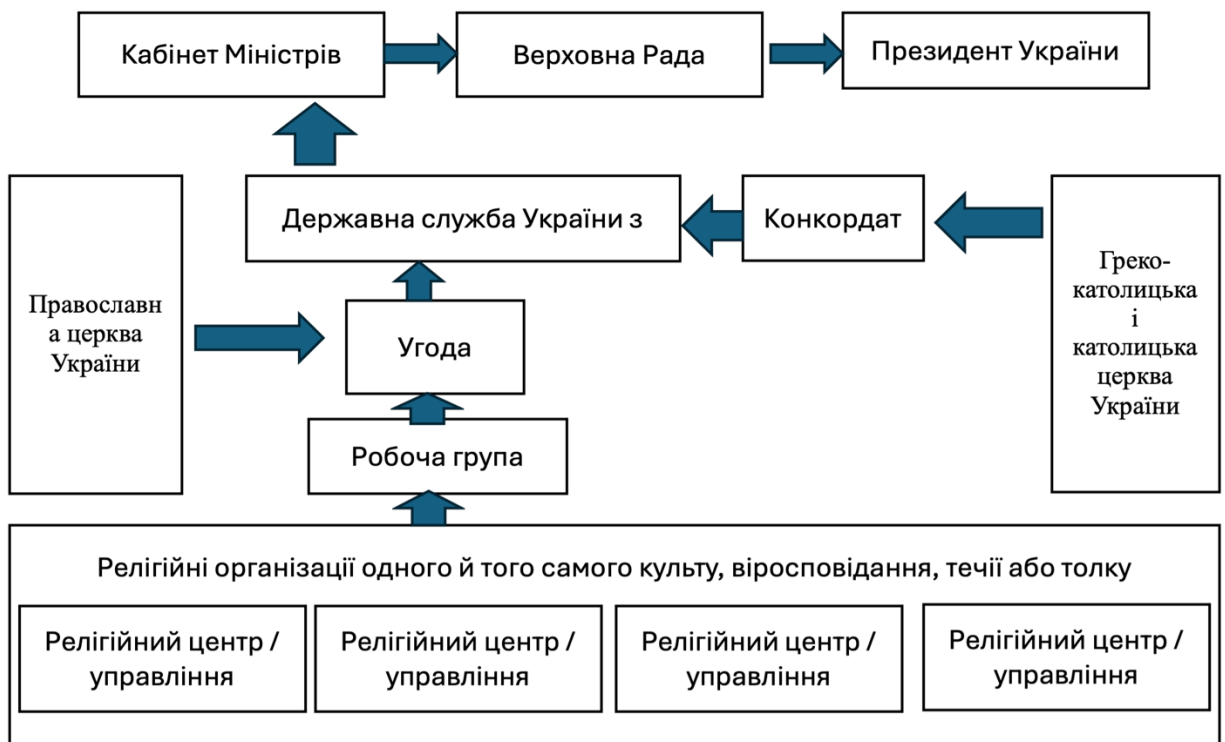 Кабінет Міністрів
Верховна Рада
Президент України
Державна служба України з
Конкордат
Православн
а церква
України
Угода
Греко-
католицька
і
католицька
церква
України
Робоча група
Релігійні організації одного й того самого культу, віросповідання, течії або толку
Релігійний центр /
управління
Релігійний центр /
управління
Релігійний центр /
управління
Релігійний центр /
управління